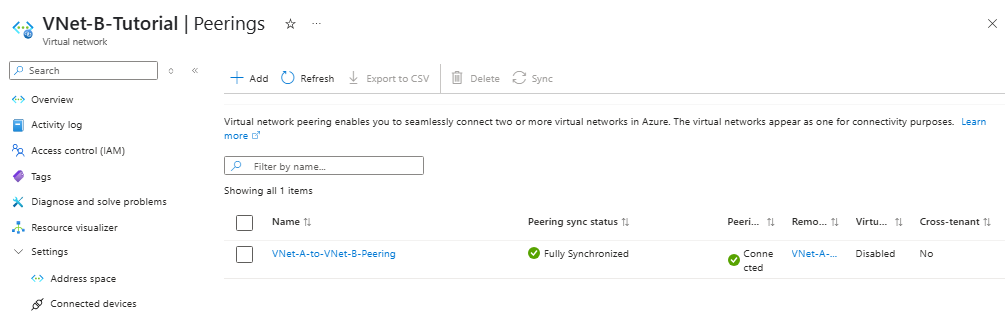 VNet-B-Tutorial | Peerings
Virtual network
Search
Overview
Activity log
Access control (IAM)
Tags
Diagnose and solve problems
Resource visualizer
Settings
Address space
Connected devices
Add Refresh Export to CSV Delete Sync
Virtual network peering enables you to seamlessly connect two or more virtual networks in Azure. The virtual networks appear as one for connectivity purposes. Learn
more
Filter by name...
Showing all 1 items
Name Peering sync status Peeri... Remo... Virtu... Cross-tenant
VNet-A-to-VNet-B-Peering Fully Synchronized Conne VNet-A-... Disabled No
cted